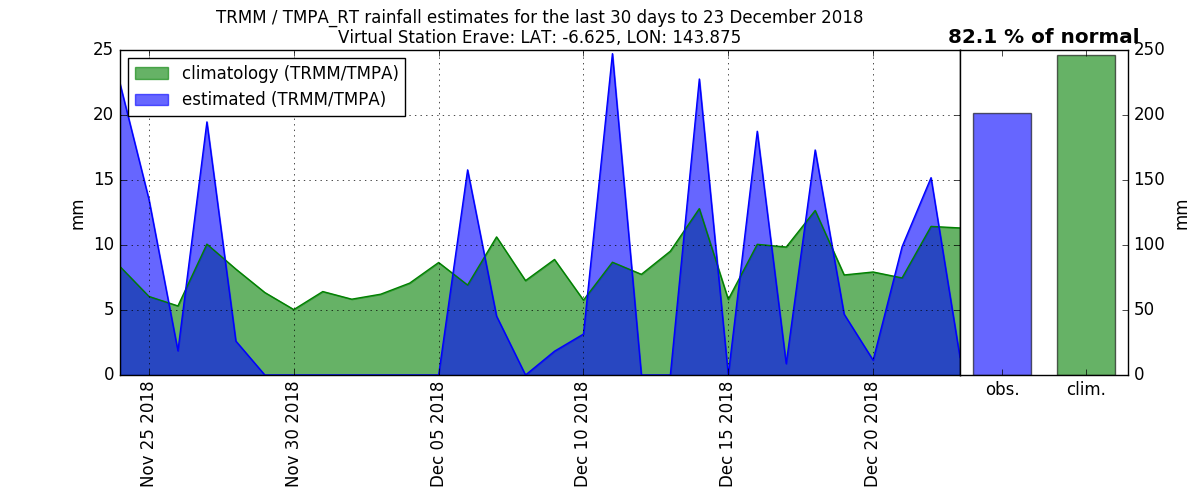 TRMM / TMPA_RT rainfall estimates for the last 30 days to 23 December 2018
Virtual Station Erave: LAT: -6.625, LON: 143.875
82.1 % of normal
climatology (TRMM/TMPA)
estimated (TRMM/TMPA)
mm
25
20
15
10
5
0
Nov 25 2018
Nov 30 2018
Dec 05 2018
Dec 10 2018
Dec 15 2018
Dec 20 2018
obs.
clim.
250
200
150
100
50
0
mm